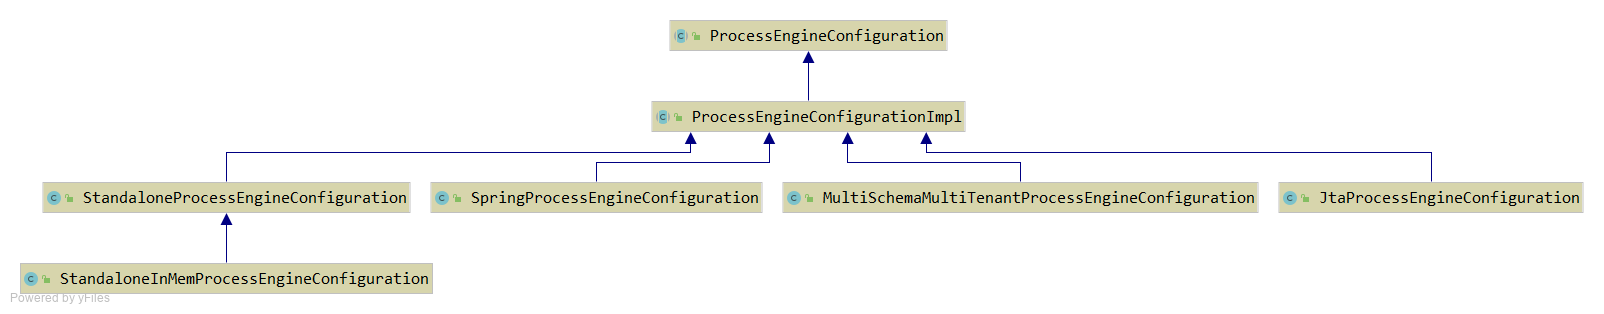 ProcessEngineConfiguration
ProcessEngineConfigurationImpl
StandaloneProcessEngineConfiguration
SpringProcessEngineConfiguration
MultiSchemaMultiTenantProcessEngineConfiguration
JtaProcessEngineConfiguration
StandaloneInMemProcessEngineConfiguration
Powered by yFiles